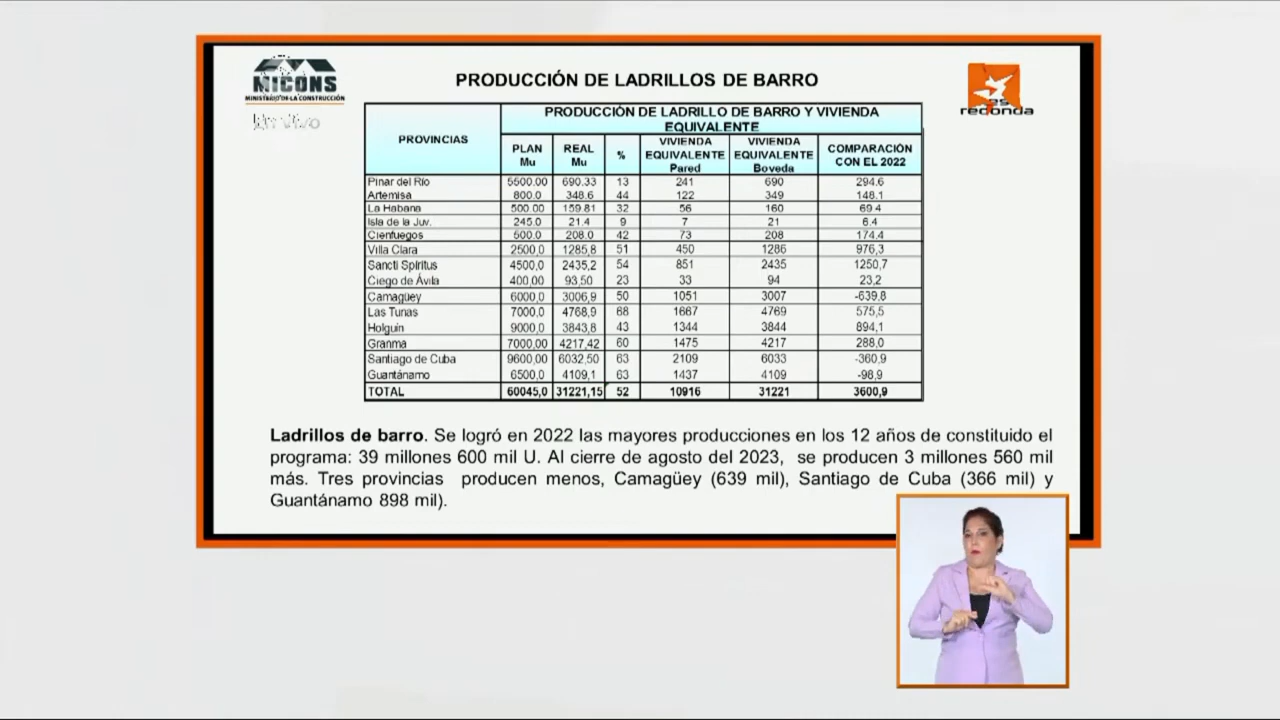 MICONS
MINISTERIO DE LA CONSTRUCCIÓN
En Vivo
PRODUCCIÓN DE LADRILLOS DE BARRO
es
redonda
PROVINCIAS
PRODUCCIÓN DE LADRILLO DE BARRO Y VIVIENDA
EQUIVALENTE
PLAN Mu
REAL Mu
%
VIVIENDA EQUIVALENTE Pared
VIVIENDA EQUIVALENTE Boveda
COMPARACIÓN CON EL 2022
Pinar del Río 5500.00 690.33 13 241 690 294.6
Artemisa 800.0 348.6 44 122 349 148.1
La Habana 500.00 159.81 32 56 160 69.4
Isla de la Juv. 245.0 21.4 9 7 21 6.4
Cienfuegos 500.0 208.0 42 73 208 174.4
Villa Clara 2500,0 1285,8 51 450 1286 976,3
Sancti Spiritus 4500,0 2435,2 54 851 2435 1250,7
Ciego de Ávila 400,00 93,50 23 33 94 23,2
Camagüey 6000,0 3006,9 50 1051 3007 -639,8
Las Tunas 7000,0 4768,9 68 1667 4769 575,5
Holguín 9000,0 3843,8 43 1344 3844 894,1
Granma 7000,00 4217,42 60 1475 4217 288,0
Santiago de Cuba 9600,00 6032,50 63 2109 6033 -360,9
Guantánamo 6500,0 4109,1 63 1437 4109 -98,9
TOTAL 60045,0 31221,15 52 10916 31221 3600,9
Ladrillos de barro. Se logró en 2022 las mayores producciones en los 12 años de constituido el
programa: 39 millones 600 mil U. Al cierre de agosto del 2023, se producen 3 millones 560 mil
más. Tres provincias producen menos, Camagüey (639 mil), Santiago de Cuba (366 mil) y
Guantánamo 898 mil).